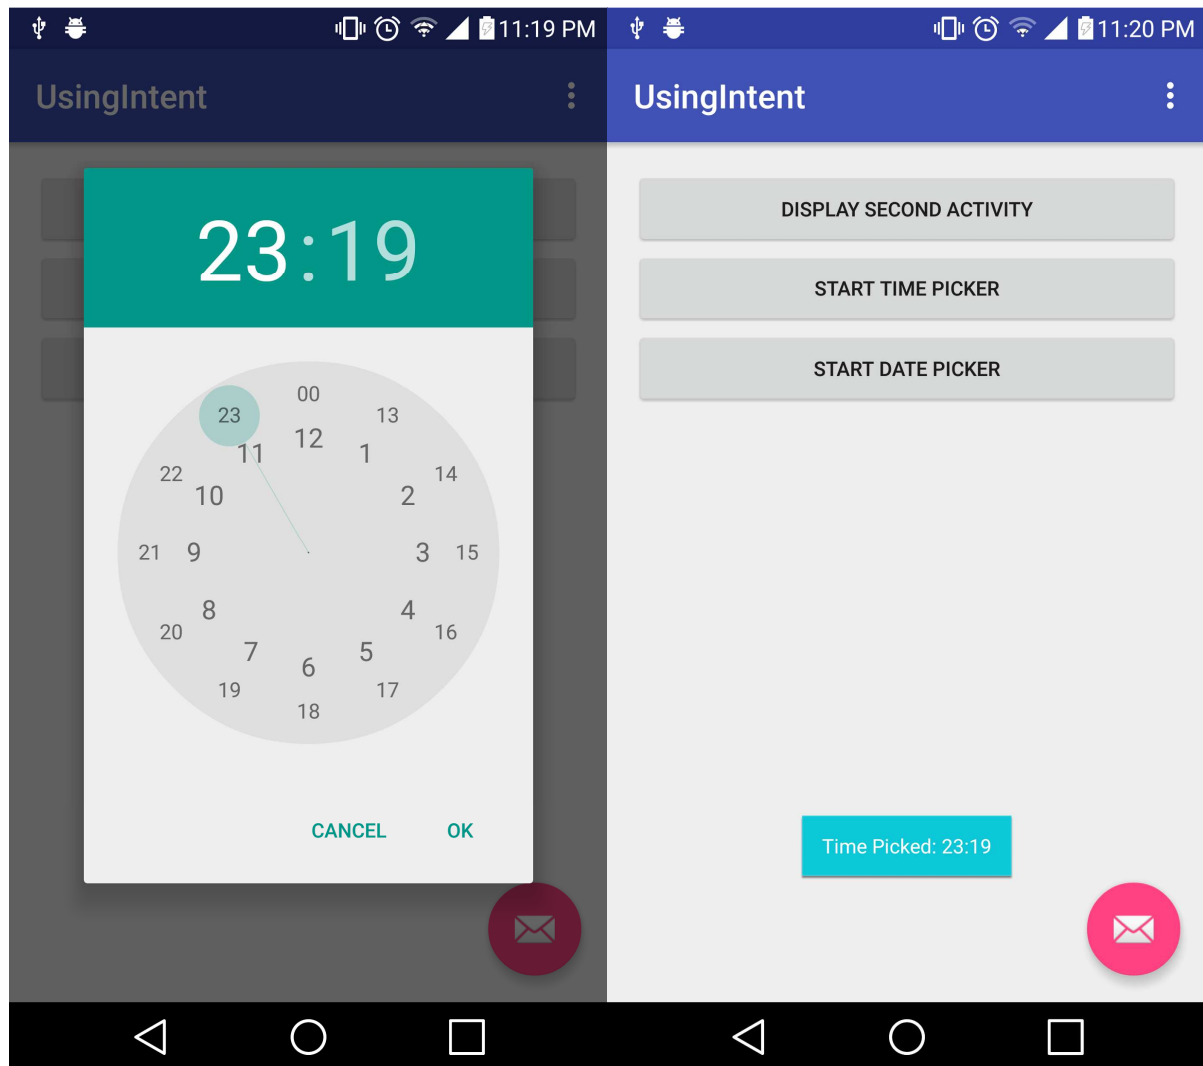 11:19 PM
UsingIntent
23:19
00
23
13
12
11
1
22
14
10
2
21
9
3
15
8
4
20
16
7
5
6
19
17
18
CANCEL
OK
11:20 PM
UsingIntent
DISPLAY SECOND ACTIVITY
START TIME PICKER
START DATE PICKER
Time Picked: 23:19